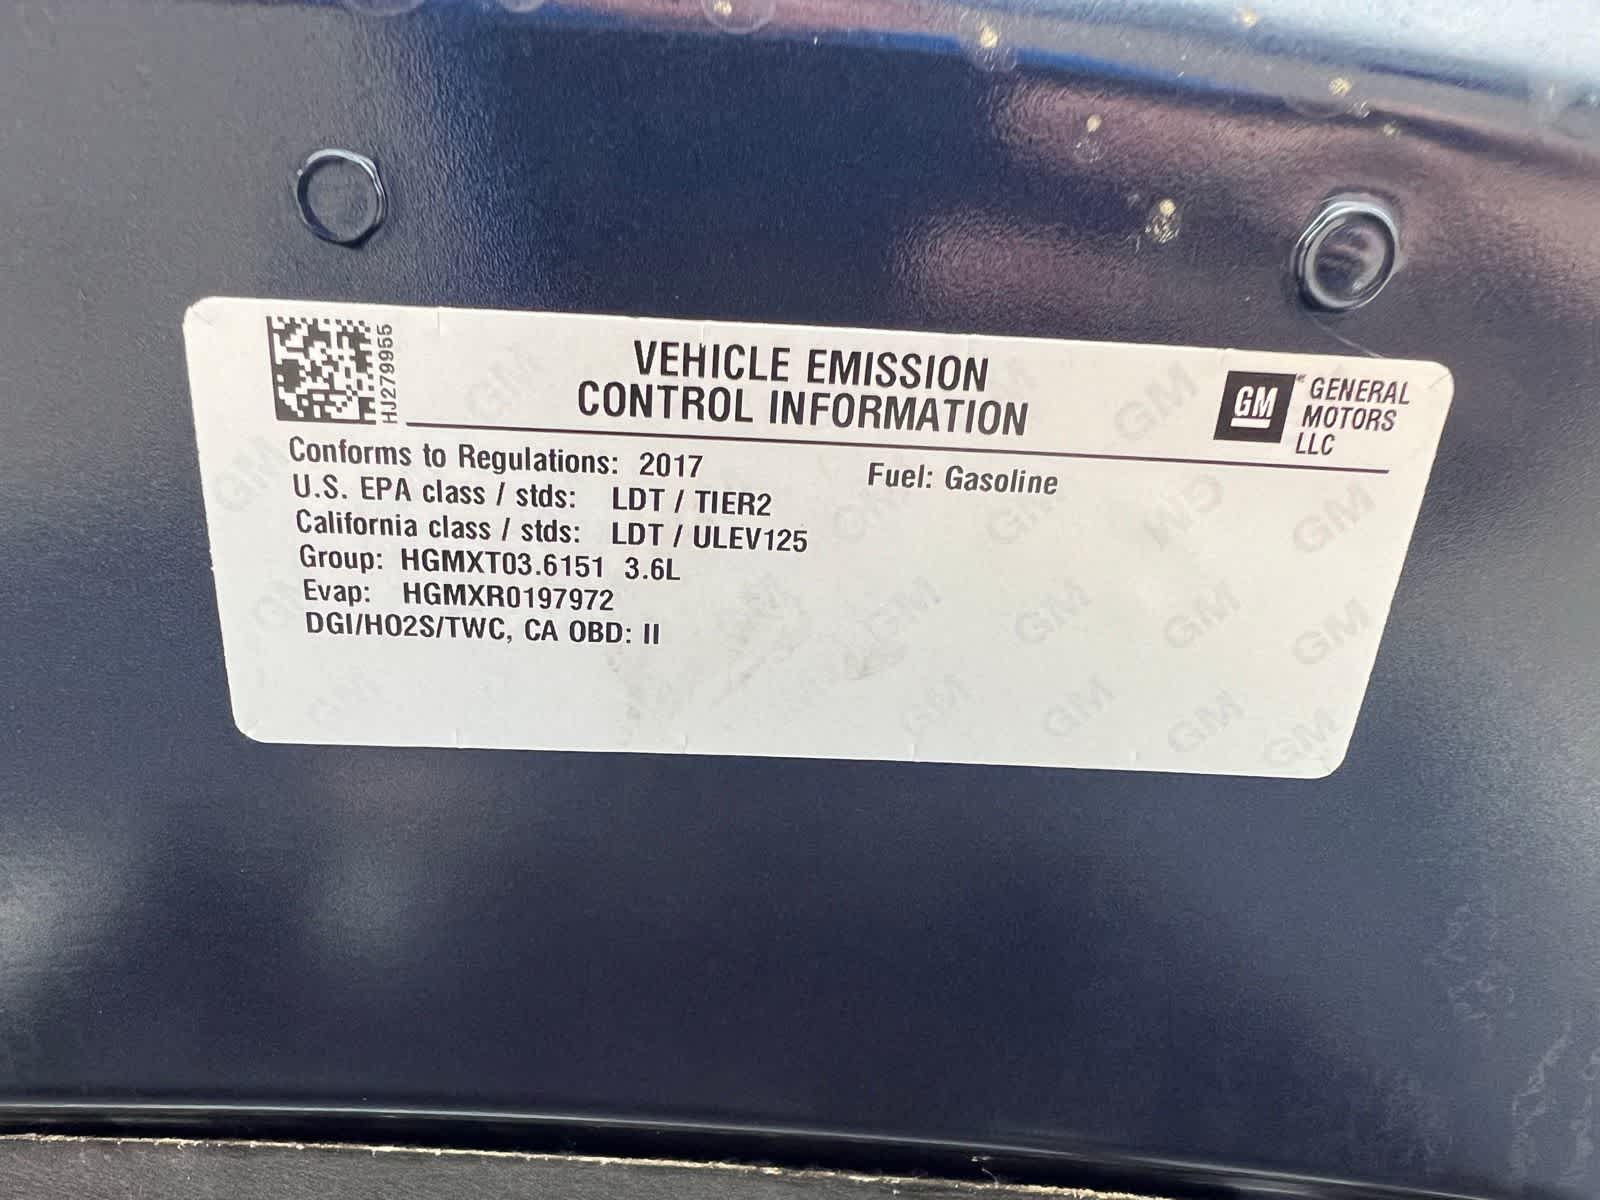 HJ279955
VEHICLE EMISSION
CONTROL INFORMATION
GM
GENERAL
MOTORS
LLC
Conforms to Regulations: 2017
Fuel: Gasoline
U.S. EPA class / stds: LDT / TIER2
California class / stds: LDT / ULEV125
Group: HGMXT03.6151 3.6L
Evap: HGMXR0197972
DGI/HO2S/TWC, CA OBD: II